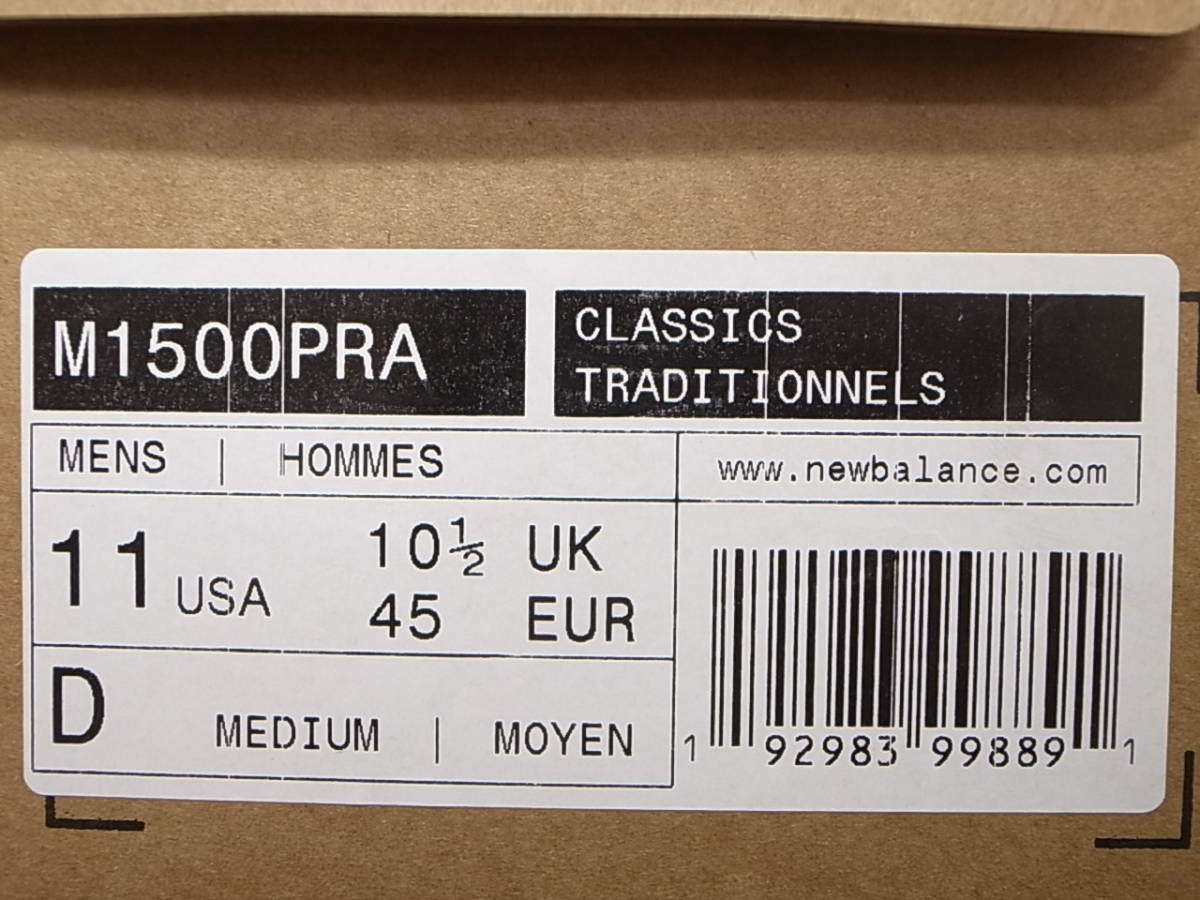 M1500PRA
CLASSICS
TRADITIONNELS
MENS | HOMMES
www.newbalance.com
11 USA
10½ UK
45 EUR
D MEDIUM | MOYEN
1 92983 99889 1